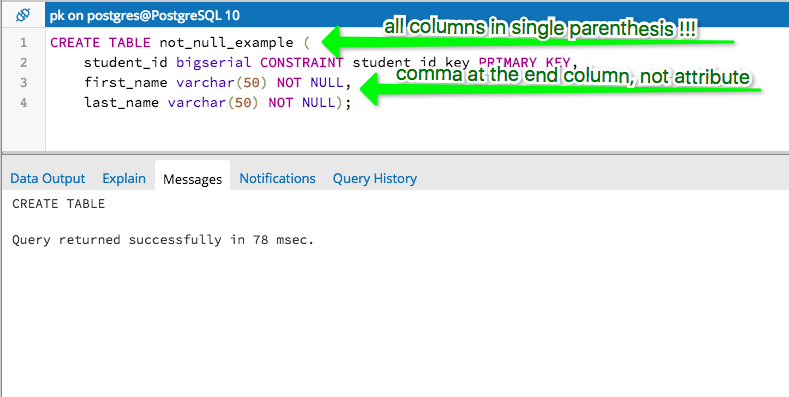 pk on postgres@PostgreSQL 10
all columns in single parenthesis !!!
1 CREATE TABLE not_null_example (
2 student_id bigserial CONSTRAINT student_id_key PRIMARY KEY,
comma at the end column, not attribute
3 first_name varchar(50) NOT NULL,
4 last_name varchar(50) NOT NULL);
Data Output Explain Messages Notifications Query History
CREATE TABLE
Query returned successfully in 78 msec.